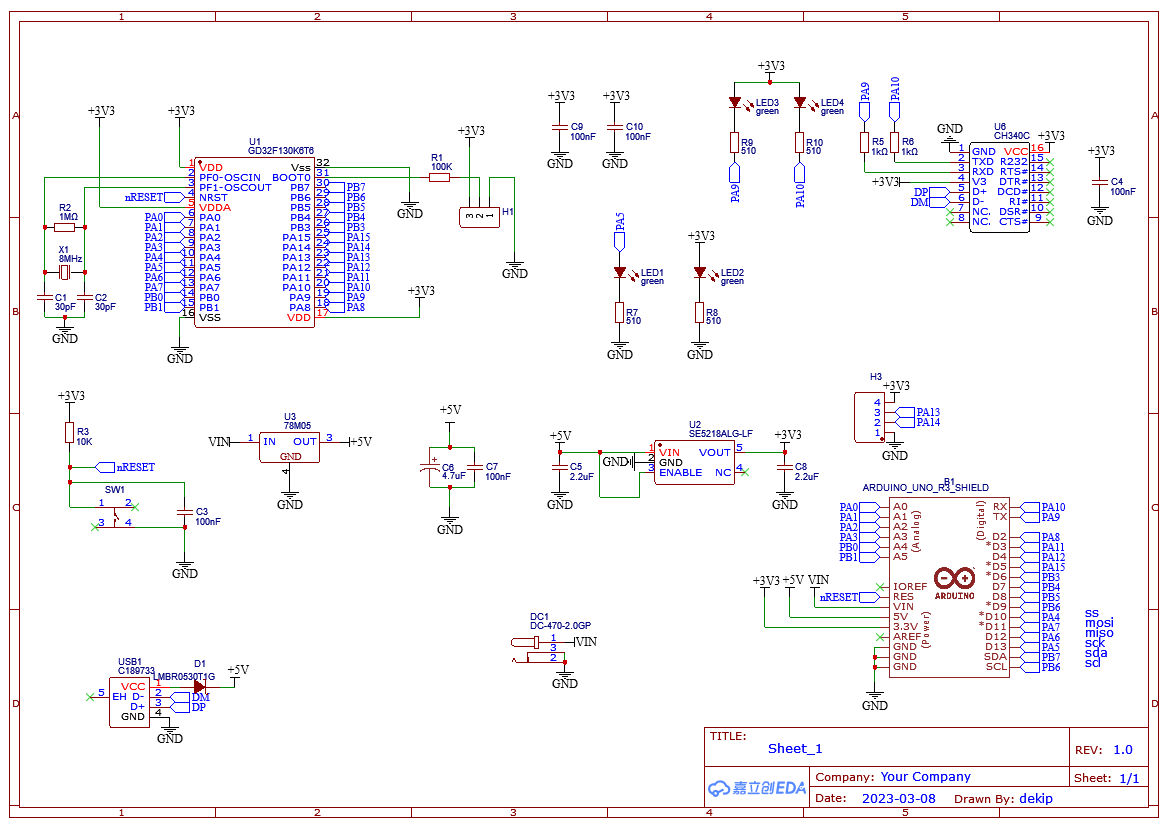 1 2 3 4 5
A
B
C
D
+3V3 +3V3
U1
GD32F130K6T6
1 VDD Vss 32
2 PF0-OSCIN BOOT0 31
3 PF1-OSCOUT PB7 30 PB7
nRESET 4 NRST PB6 29 PB6
5 VDDA PB5 28 PB5
PA0 6 PA0 PB4 27 PB4
PA1 7 PA1 PB3 26 PB3
PA2 8 PA2 PA15 25 PA15
PA3 9 PA3 PA14 24 PA14
PA4 10 PA4 PA13 23 PA13
PA5 11 PA5 PA12 22 PA12
PA6 12 PA6 PA11 21 PA11
PA7 13 PA7 PA10 20 PA10
PB0 14 PB0 PA9 19 PA9
PB1 15 PB1 PA8 18 PA8
16 VSS VDD 17
GND
+3V3
GND
R2
1MΩ
X1
8MHz
C1
30pF
C2
30pF
GND
R1
100K
+3V3
3 2 1
H1
GND
+3V3
C9
100nF
GND
+3V3
C10
100nF
GND
+3V3
LED3
green
R9
510
PA9
LED4
green
R10
510
PA10
PA9
R5
1kΩ
PA10
R6
1kΩ
GND
U6
CH340C
+3V3
1 GND VCC 16
2 TXD R232 15
3 RXD RTS# 14
+3V3 4 V3 DTR# 13
DP 5 D+ DCD# 12
DM 6 D- RI# 11
7 NC. DSR# 10
8 NC. CTS# 9
+3V3
C4
100nF
GND
PA5
LED1
green
R7
510
GND
+3V3
LED2
green
R8
510
GND
+3V3
R3
10K
nRESET
SW1
1 2
3 4
C3
100nF
GND
U3
78M05
VIN 1 IN OUT 3 +5V
GND
4
GND
+5V
+
C6
4.7uF
C7
100nF
GND
+5V
C5
2.2uF
GND
U2
SE5218ALG-LF
1 VIN VOUT 5
GND 2 GND
3 ENABLE NC 4
+3V3
C8
2.2uF
GND
H3
+3V3
4
3 PA13
2 PA14
1
GND
B1
ARDUINO_UNO_R3_SHIELD
PA0 A0 RX PA10
PA1 A1 TX PA9
PA2 A2
PA3 A3 D2 PA8
PB0 A4 *D3 PA11
PB1 A5 D4 PA12
(Analog)
(Digital)
*D5 PA15
*D6 PB3
IOREF D7 PB4
nRESET RES D8 PB5
VIN *D9 PB6
5V *D10 PA4 ss
3.3V *D11 PA7 mosi
AREF D12 PA6 miso
GND D13 PA5 sck
GND SDA PB7 sda
GND SCL PB6 scl
(Power)
ARDUINO
+3V3 +5V VIN
GND
DC1
DC-470-2.0GP
1 VIN
3
2
GND
USB1
C189733
D1
LMBR0530T1G
+5V
VCC 1
5 EH D- 2 DM
D+ 3 DP
GND 4
GND
TITLE:
Sheet_1
REV: 1.0
嘉立创EDA
Company: Your Company
Sheet: 1/1
Date: 2023-03-08 Drawn By: dekip
A
B
C
D
1 2 3 4 5